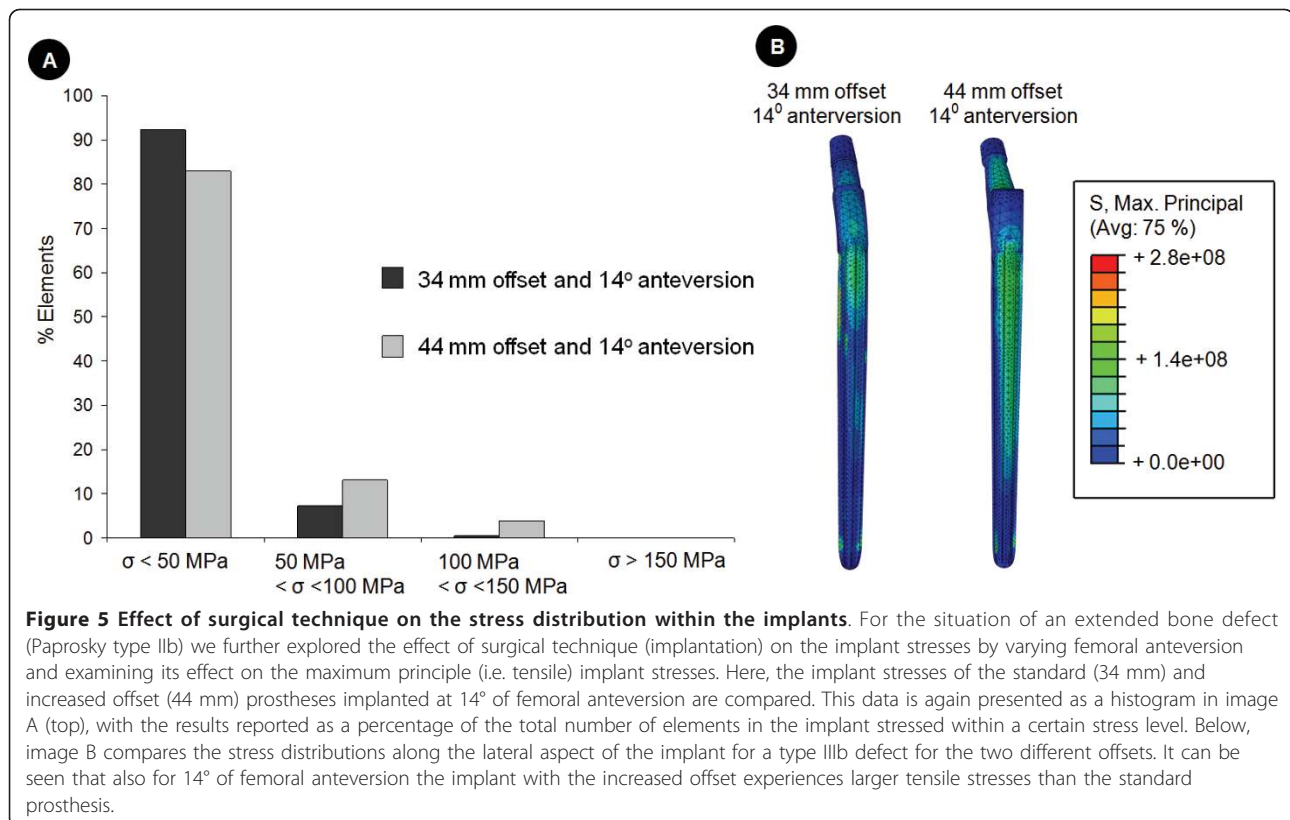 A
B
34 mm offset
14⁰ anterversion
44 mm offset
14⁰ anterversion
100
90
80
70
60
50
40
30
20
10
0
% Elements
34 mm offset and 14º anteversion
44 mm offset and 14º anteversion
σ < 50 MPa
50 MPa
< σ <100 MPa
100 MPa
< σ <150 MPa
σ > 150 MPa
S, Max. Principal
(Avg: 75 %)
+ 2.8e+08
+ 1.4e+08
+ 0.0e+00
Figure 5 Effect of surgical technique on the stress distribution within the implants. For the situation of an extended bone defect
(Paprosky type IIb) we further explored the effect of surgical technique (implantation) on the implant stresses by varying femoral anteversion
and examining its effect on the maximum principle (i.e. tensile) implant stresses. Here, the implant stresses of the standard (34 mm) and
increased offset (44 mm) prostheses implanted at 14° of femoral anteversion are compared. This data is again presented as a histogram in image
A (top), with the results reported as a percentage of the total number of elements in the implant stressed within a certain stress level. Below,
image B compares the stress distributions along the lateral aspect of the implant for a type IIIb defect for the two different offsets. It can be
seen that also for 14° of femoral anteversion the implant with the increased offset experiences larger tensile stresses than the standard
prosthesis.